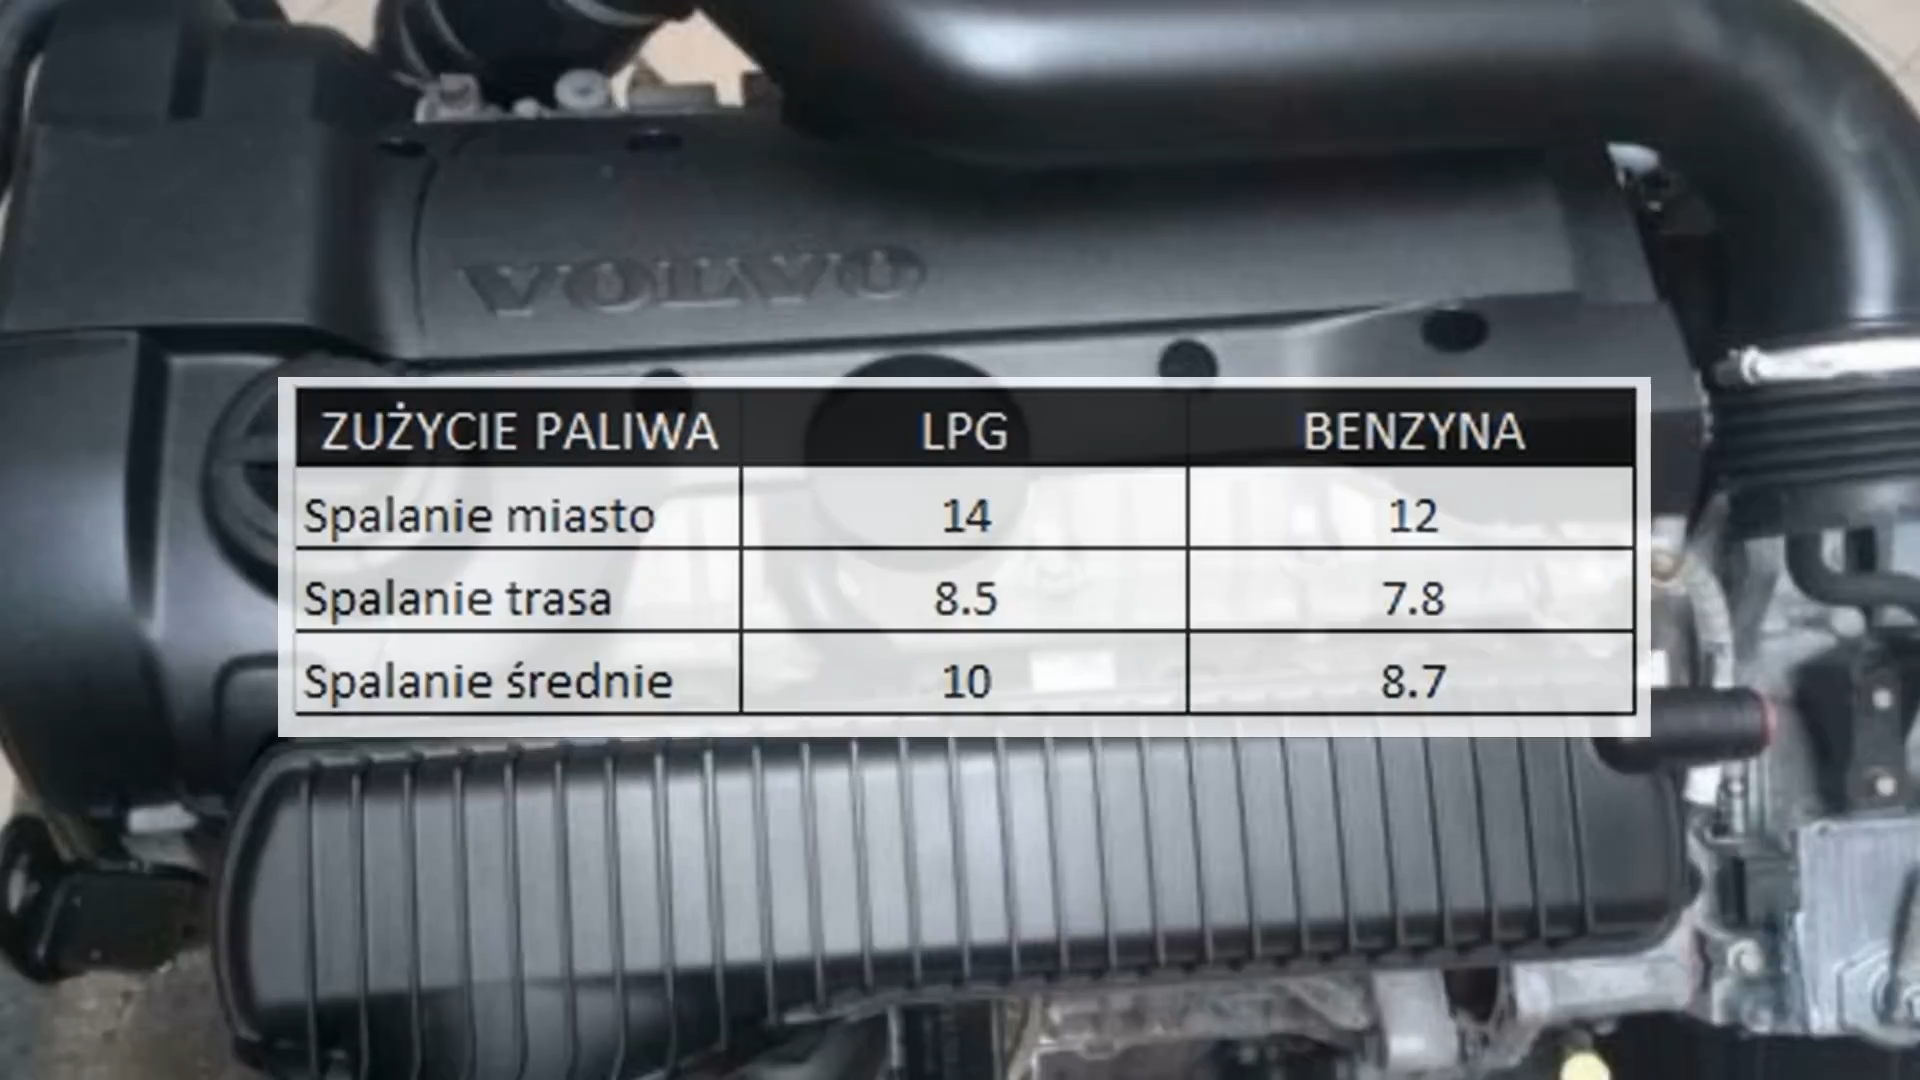 VOLVO
ZUŻYCIE PALIWA LPG BENZYNA
Spalanie miasto 14 12
Spalanie trasa 8.5 7.8
Spalanie średnie 10 8.7